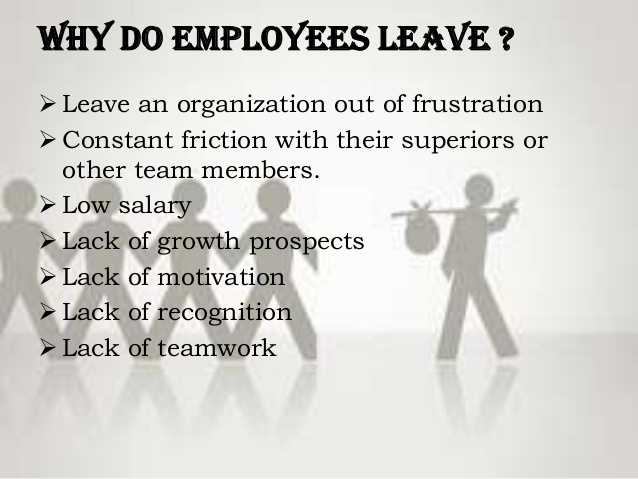 WHY DO EMPLOYEES LEAVE ?
➢ Leave an organization out of frustration
➢ Constant friction with their superiors or
other team members.
➢ Low salary
➢ Lack of growth prospects
➢ Lack of motivation
➢ Lack of recognition
➢ Lack of teamwork